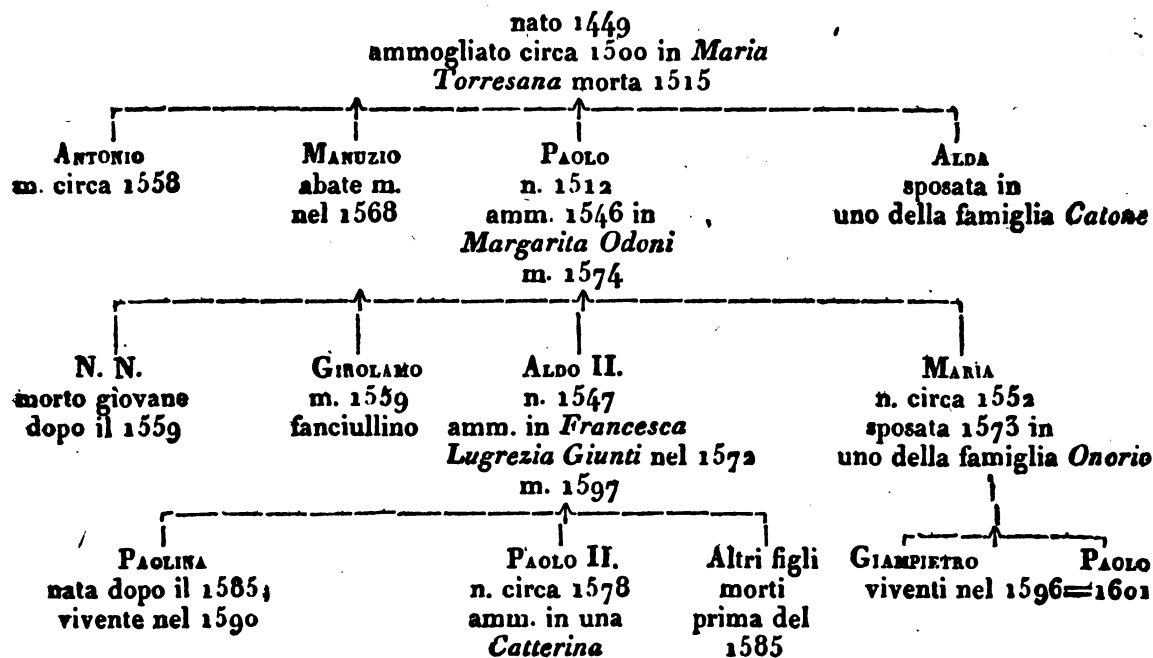 nato 1449
ammogliato circa 1500 in Maria
Torresana morta 1515
Antonio
m. circa 1558
Manuzio
abate m.
nel 1568
Paolo
n. 1512
amm. 1546 in
Margarita Odoni
m. 1574
Alda
sposata in
uno della famiglia Catone
N. N.
morto giovane
dopo il 1559
Girolamo
m. 1559
fanciullino
Aldo II.
n. 1547
amm. in Francesca
Lugrezia Giunti nel 1572
m. 1597
Maria
n. circa 1552
sposata 1573 in
uno della famiglia Onorio
Paolina
nata dopo il 1585;
vivente nel 1590
Paolo II.
n. circa 1578
amm. in una
Catterina
Altri figli
morti
prima del
1585
Giampietro Paolo
viventi nel 1596=1601